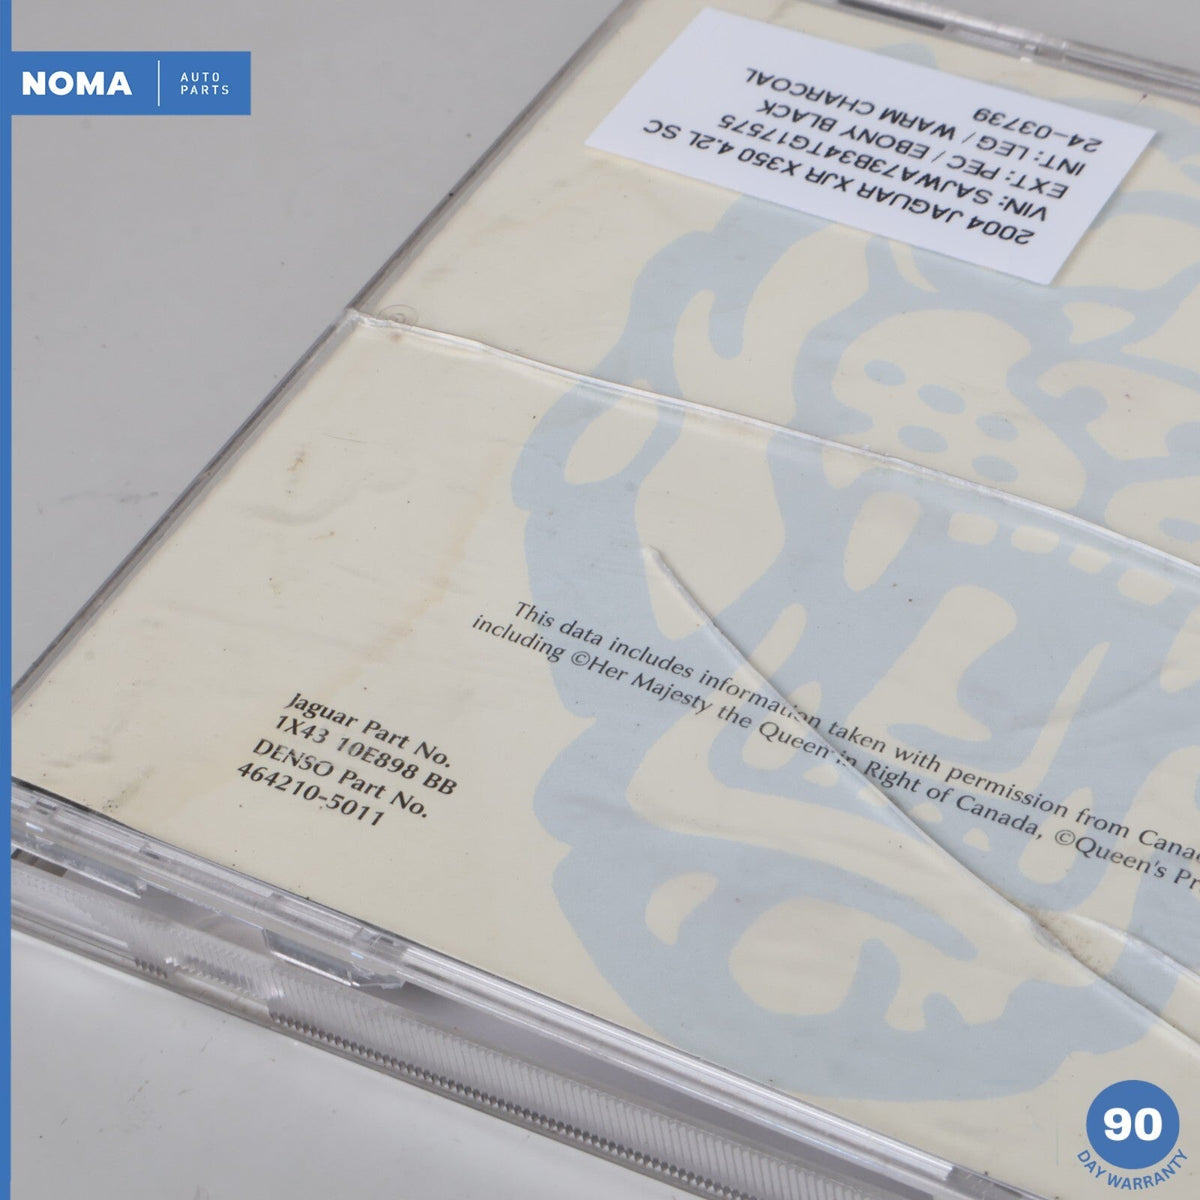 NOMA
AUTO
PARTS
2004 JAGUAR XJR X350 4.2L SC
VIN: SAJWA73B34TG17575
EXT: PEC / EBONY BLACK
INT: LEG / WARM CHARCOAL
24-03739
This data includes information taken with permission from Canad
including ©Her Majesty the Queen in Right of Canada, ©Queen's Pr
Jaguar Part No.
1X43 10E898 BB
DENSO Part No.
464210-5011
90
DAY WARRANTY